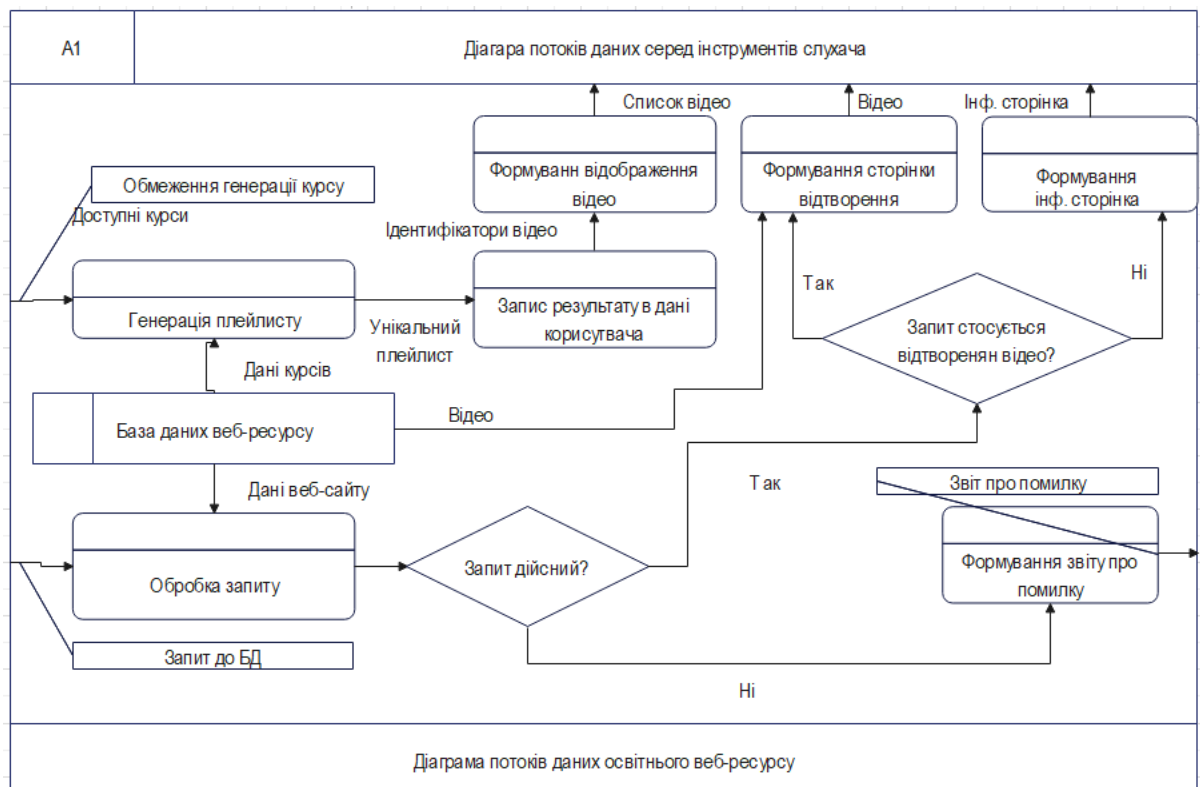 A1
Діагара потоків даних серед інструментів слухача
Список відео
Відео
Інф. сторінка
Формуванн відображення
відео
Формування сторінки
відтворення
Формування
інф. сторінка
Обмеження генерації курсу
Доступні курси
Ідентифікатори відео
Генерація плейлисту
Унікальний
плейлист
Запис результату в дані
корисутвача
Так
Ні
Запит стосується
відтворенян відео?
Дані курсів
База даних веб-ресурсу
Відео
Дані веб-сайту
Так
Звіт про помилку
Обробка запиту
Запит дійсний?
Формування звіту про
помилку
Запит до БД
Ні
Діаграма потоків даних освітнього веб-ресурсу